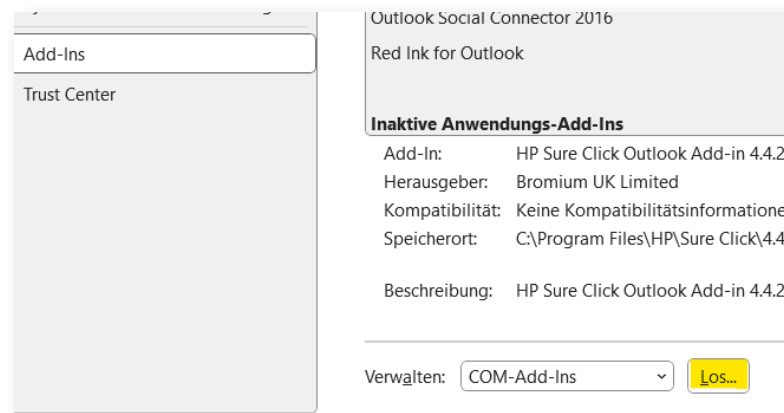 Outlook Social Connector 2016
Add-Ins
Red Ink for Outlook
Trust Center
Inaktive Anwendungs-Add-Ins
Add-In: HP Sure Click Outlook Add-in 4.4.2
Herausgeber: Bromium UK Limited
Kompatibilität: Keine Kompatibilitätsinformatione
Speicherort: C:\Program Files\HP\Sure Click\4.4
Beschreibung: HP Sure Click Outlook Add-in 4.4.2
Verwalten: COM-Add-Ins Los...